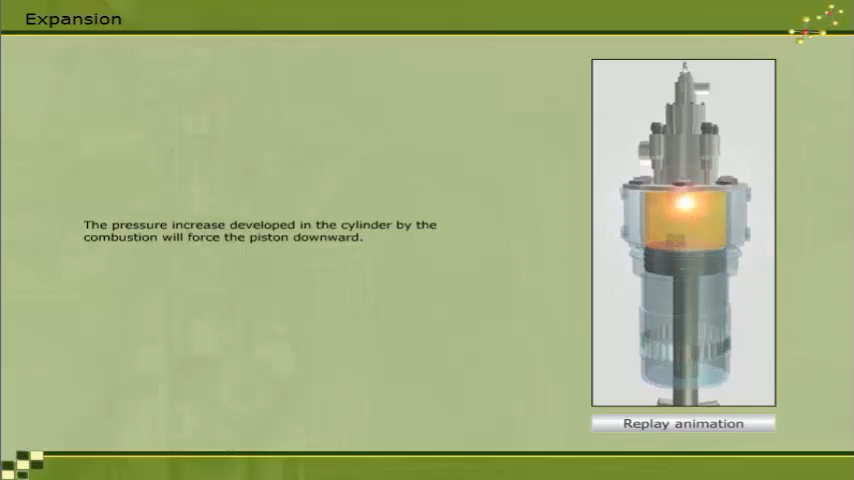 Expansion
The pressure increase developed in the cylinder by the
combustion will force the piston downward.
Replay animation